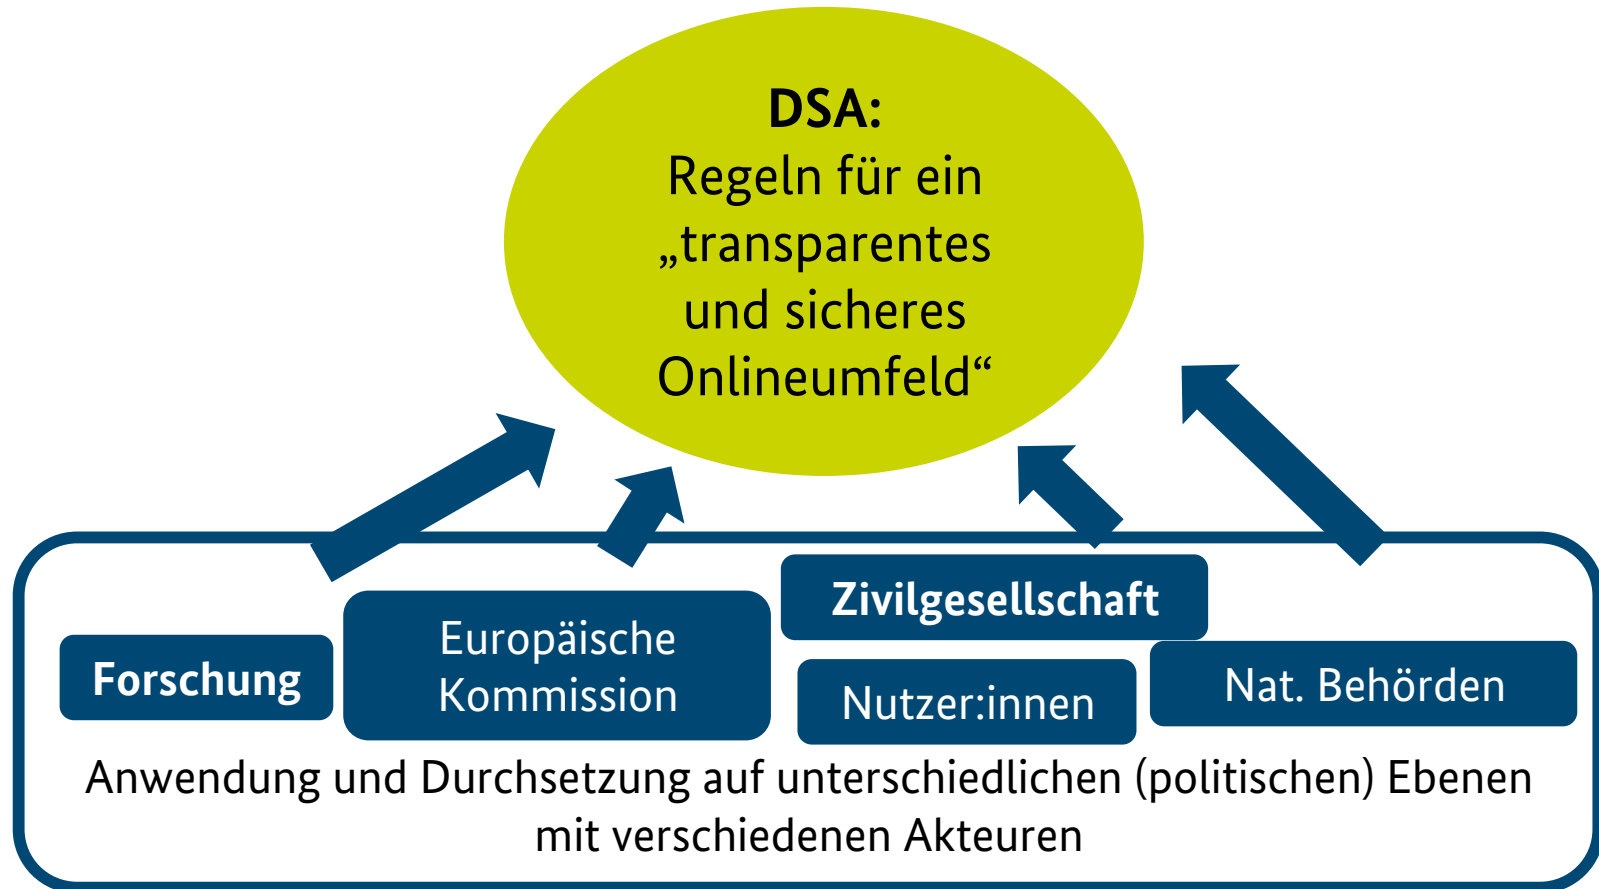 DSA:
Regeln für ein
„transparentes
und sicheres
Onlineumfeld“
Forschung
Europäische
Kommission
Zivilgesellschaft
Nutzer:innen
Nat. Behörden
Anwendung und Durchsetzung auf unterschiedlichen (politischen) Ebenen
mit verschiedenen Akteuren